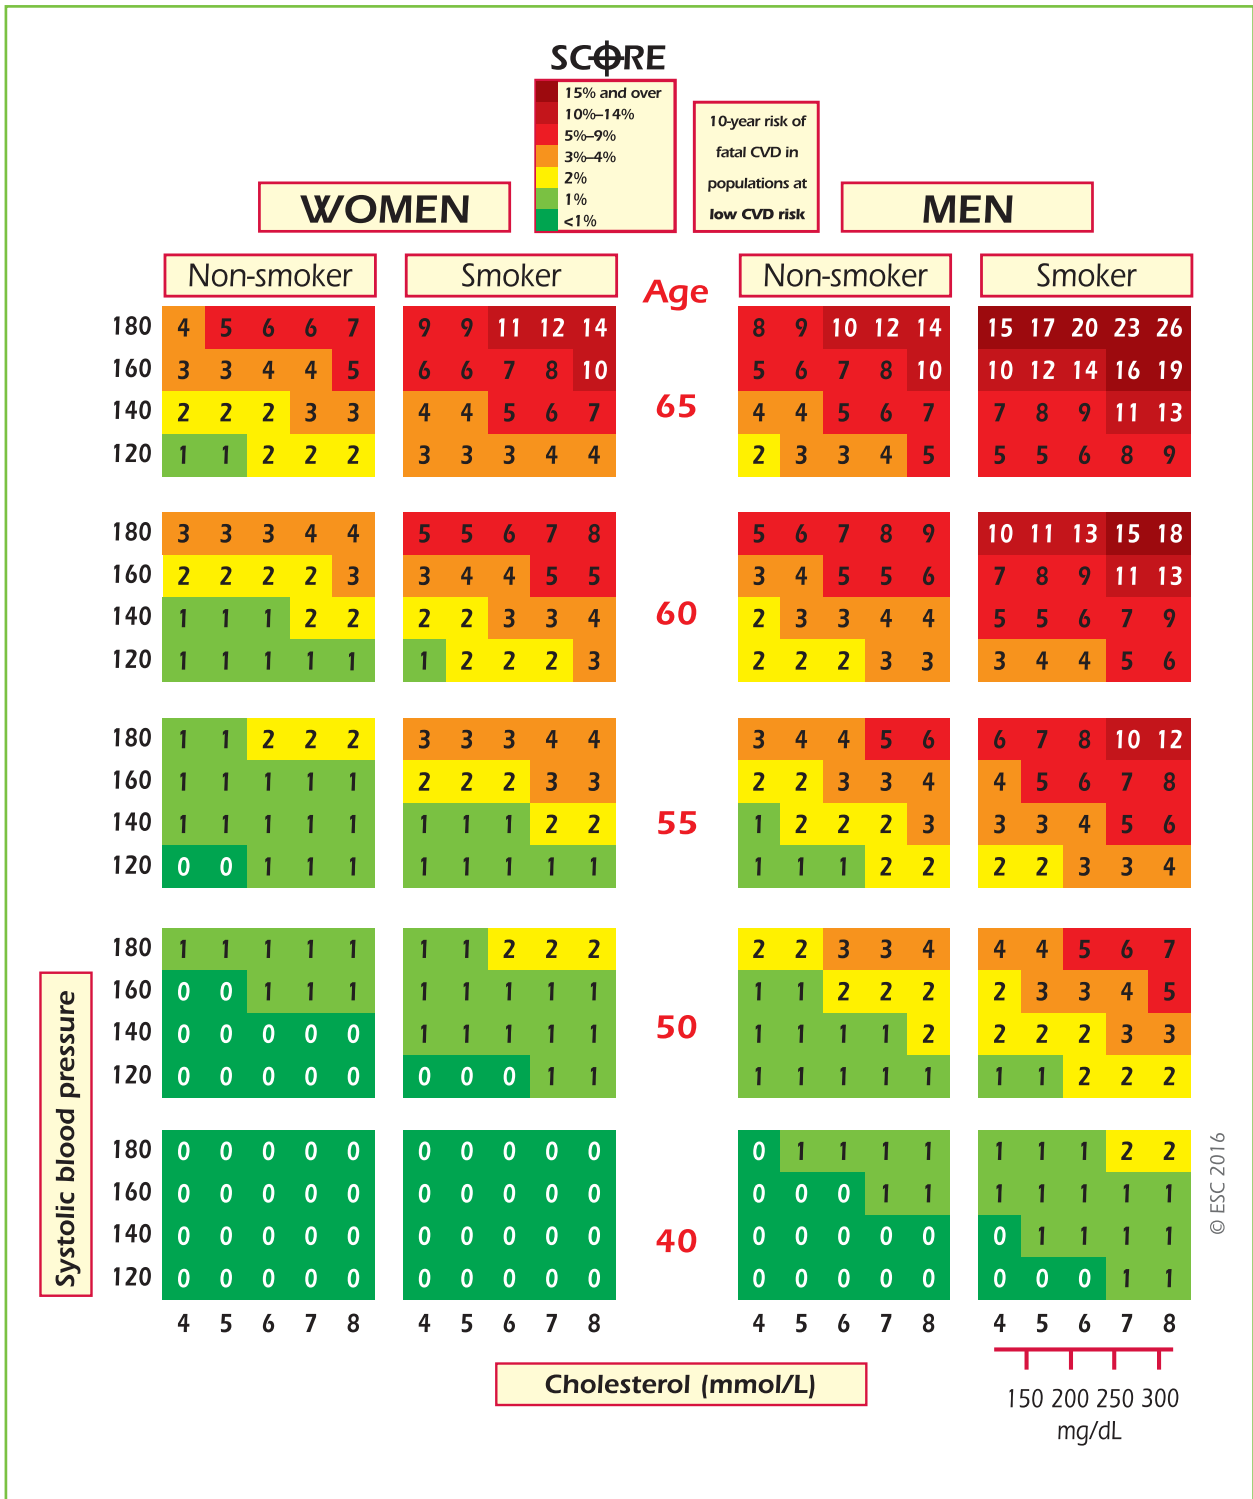 SCORE
15% and over
10%–14%
5%–9%
3%–4%
2%
1%
<1%
10-year risk of
fatal CVD in
populations at
low CVD risk
WOMEN
MEN
Non-smoker Smoker Age Non-smoker Smoker
180 4 5 6 6 7 9 9 11 12 14 8 9 10 12 14 15 17 20 23 26
160 3 3 4 4 5 6 6 7 8 10 5 6 7 8 10 10 12 14 16 19
65
140 2 2 2 3 3 4 4 5 6 7 4 4 5 6 7 7 8 9 11 13
120 1 1 2 2 2 3 3 3 4 4 2 3 3 4 5 5 5 6 8 9
180 3 3 3 4 4 5 5 6 7 8 5 6 7 8 9 10 11 13 15 18
160 2 2 2 2 3 3 4 4 5 5 3 4 5 5 6 7 8 9 11 13
60
140 1 1 1 2 2 2 2 3 3 4 2 3 3 4 4 5 5 6 7 9
120 1 1 1 1 1 1 2 2 2 3 2 2 2 3 3 3 4 4 5 6
180 1 1 2 2 2 3 3 3 4 4 3 4 4 5 6 6 7 8 10 12
160 1 1 1 1 1 2 2 2 3 3 2 2 3 3 4 4 5 6 7 8
55
140 1 1 1 1 1 1 1 1 2 2 1 2 2 2 3 3 3 4 5 6
120 0 0 1 1 1 1 1 1 1 1 1 1 1 2 2 2 2 3 3 4
180 1 1 1 1 1 1 1 2 2 2 2 2 3 3 4 4 4 5 6 7
160 0 0 1 1 1 1 1 1 1 1 1 1 2 2 2 2 3 3 4 5
50
140 0 0 0 0 0 1 1 1 1 1 1 1 1 1 2 2 2 2 3 3
120 0 0 0 0 0 0 0 0 1 1 1 1 1 1 1 1 1 2 2 2
180 0 0 0 0 0 0 0 0 0 0 0 1 1 1 1 1 1 1 2 2
160 0 0 0 0 0 0 0 0 0 0 0 0 0 1 1 1 1 1 1 1
40
140 0 0 0 0 0 0 0 0 0 0 0 0 0 0 0 0 1 1 1 1
120 0 0 0 0 0 0 0 0 0 0 0 0 0 0 0 0 0 0 1 1
4 5 6 7 8 4 5 6 7 8 4 5 6 7 8 4 5 6 7 8
Systolic blood pressure
Cholesterol (mmol/L)
150 200 250 300
mg/dL
© ESC 2016